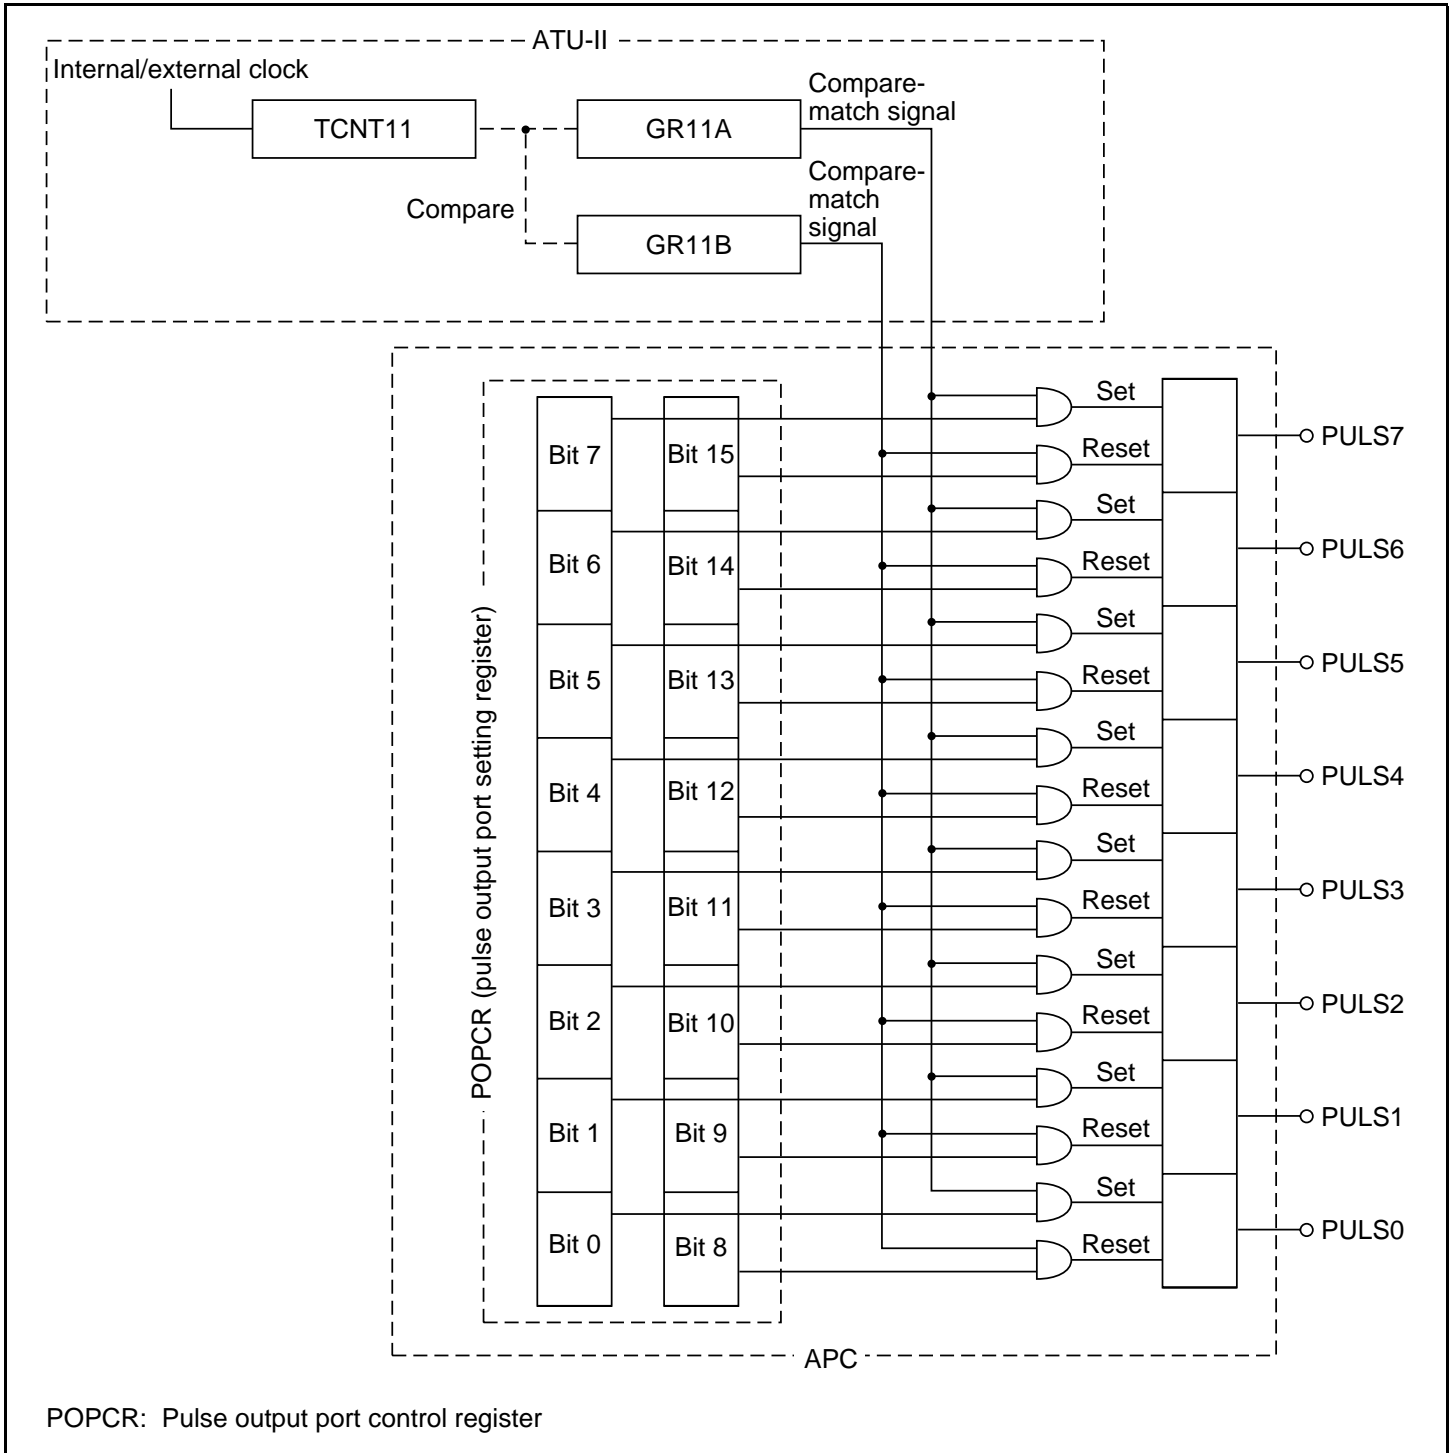 ATU-II
Internal/external clock
Compare-
match signal
TCNT11
GR11A
Compare-
match
signal
Compare
GR11B
Set
PULS7
Bit 7
Bit 15
Reset
Set
PULS6
Bit 6
Bit 14
Reset
Set
PULS5
Bit 5
Bit 13
Reset
Set
PULS4
Bit 4
Bit 12
Reset
Set
PULS3
Bit 3
Bit 11
Reset
Set
PULS2
Bit 2
Bit 10
Reset
Set
PULS1
Bit 1
Bit 9
Reset
Set
PULS0
Bit 0
Bit 8
Reset
POPCR (pulse output port setting register)
APC
POPCR: Pulse output port control register